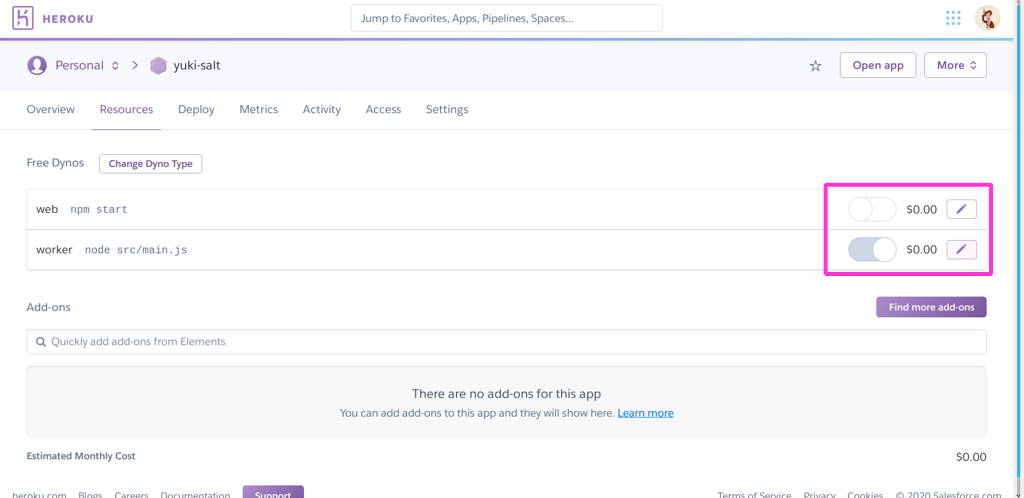 HEROKU
Jump to Favorites, Apps, Pipelines, Spaces...
Personal
yuki-salt
Open app
More
Overview Resources Deploy Metrics Activity Access Settings
Free Dynos Change Dyno Type
web npm start $0.00
worker node src/main.js $0.00
Add-ons Find more add-ons
Quickly add add-ons from Elements
There are no add-ons for this app
You can add add-ons to this app and they will show here. Learn more
Estimated Monthly Cost $0.00
heroku.com Blogs Careers Documentation Support Terms of Service Privacy Cookies © 2020 Salesforce.com